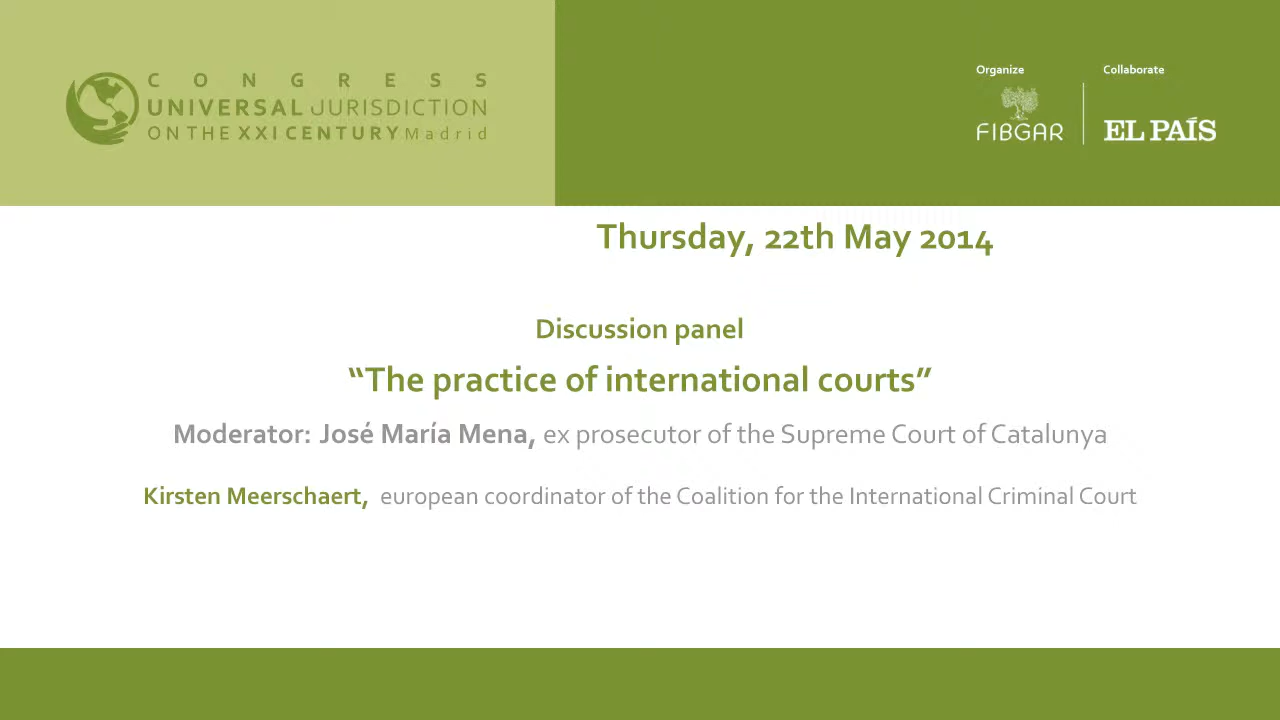 CONGRESS
UNIVERSAL JURISDICTION
ON THE XXI CENTURY Madrid
Organize
FIBGAR
Collaborate
EL PAÍS
Thursday, 22th May 2014
Discussion panel
“The practice of international courts”
Moderator: José María Mena, ex prosecutor of the Supreme Court of Catalunya
Kirsten Meerschaert, european coordinator of the Coalition for the International Criminal Court